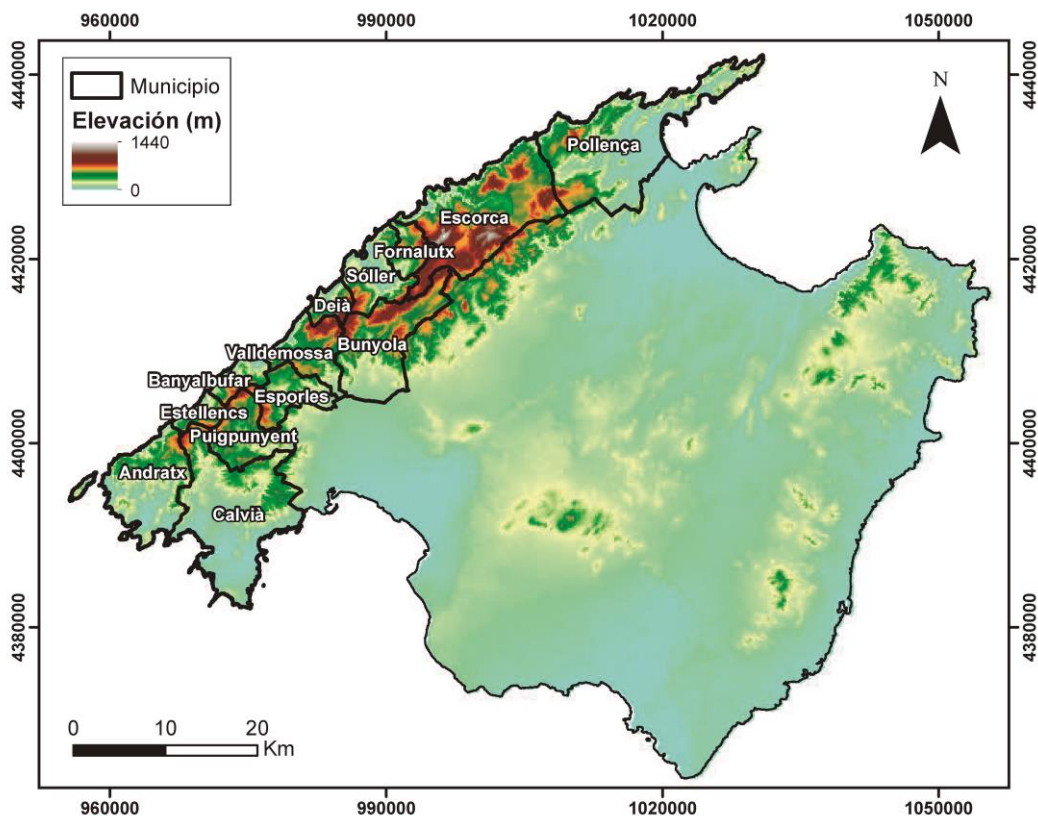 960000 990000 1020000 1050000
4440000 4440000
4420000 4420000
4400000 4400000
4380000 4380000
Municipio
Elevación (m)
1440
0
N
Pollença
Escorca
Fornalutx
Sóller
Deià
Bunyola
Valldemossa
Banyalbufar
Esporles
Estellencs
Puigpunyent
Andratx
Calvià
0 10 20
Km
960000 990000 1020000 1050000